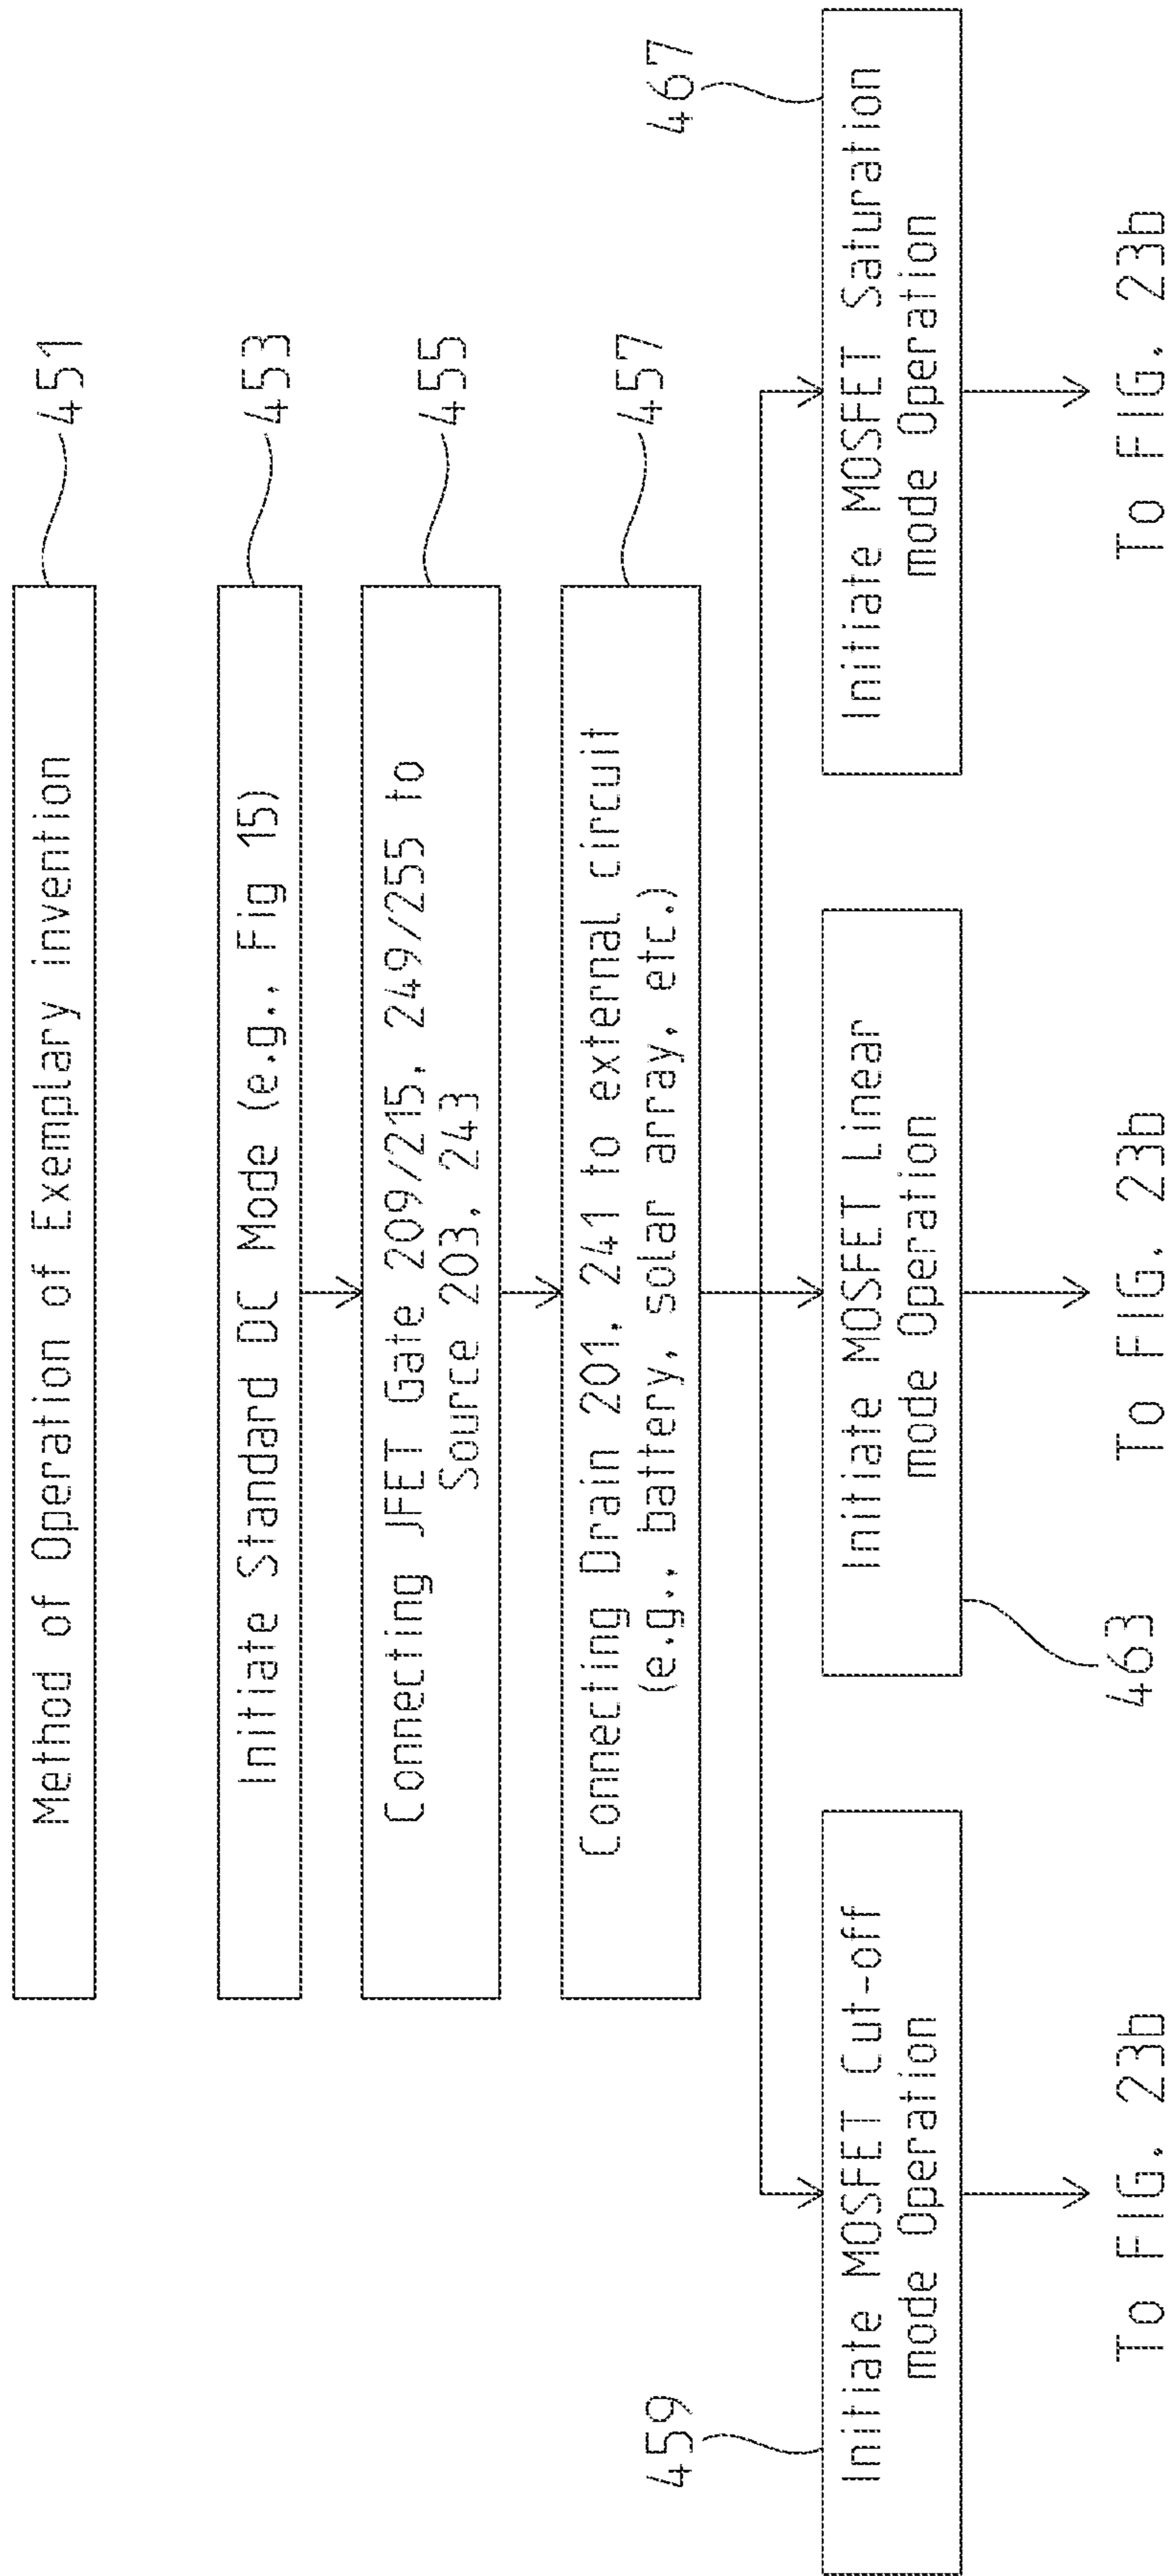 Method of Operation of Exemplary invention
451
Initiate Standard DC Mode (e.g., Fig 15)
453
Connecting JFET Gate 209/215, 249/255 to
Source 203, 243
455
Connecting Drain 201, 241 to external circuit
(e.g., battery, solar array, etc.)
457
459
Initiate MOSFET Cut-off
mode Operation
To FIG. 23b
Initiate MOSFET Linear
mode Operation
463
To FIG. 23b
467
Initiate MOSFET Saturation
mode Operation
To FIG. 23b